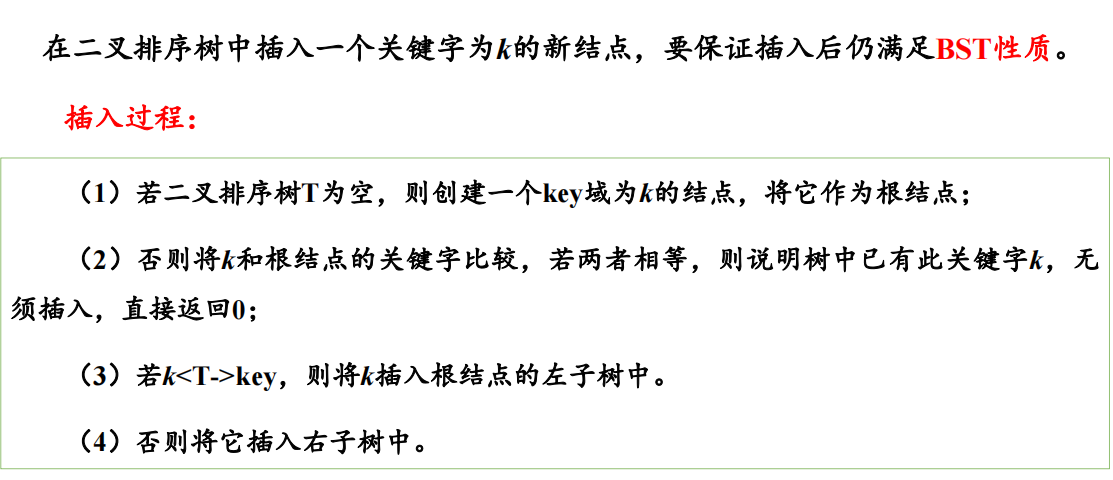 在二叉排序树中插入一个关键字为k的新结点，要保证插入后仍满足BST性质。
插入过程：
（1）若二叉排序树T为空，则创建一个key域为k的结点，将它作为根结点；
（2）否则将k和根结点的关键字比较，若两者相等，则说明树中已有此关键字k，无
须插入，直接返回0；
（3）若k<T->key，则将k插入根结点的左子树中。
（4）否则将它插入右子树中。